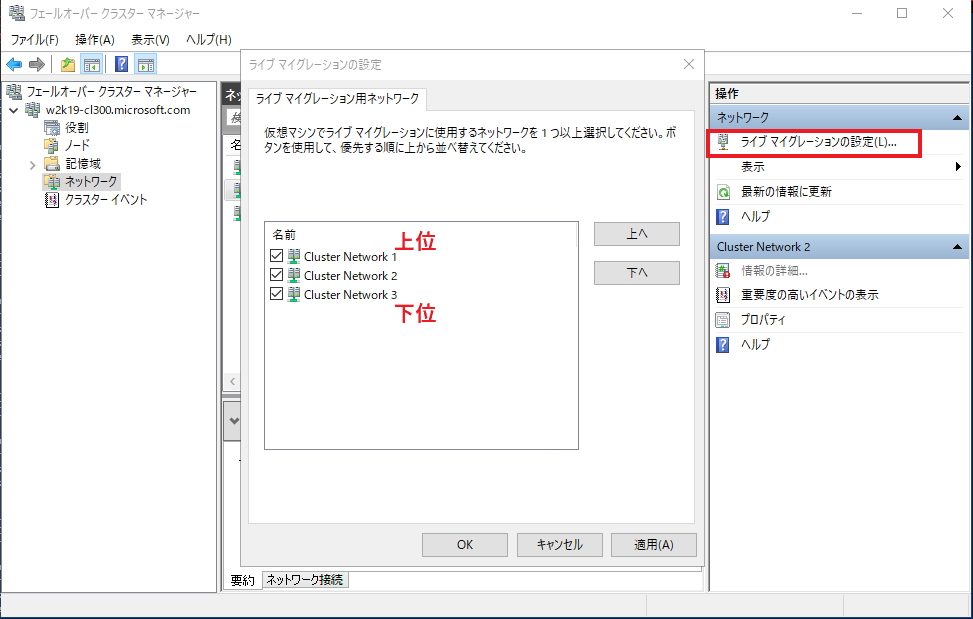 フェールオーバー クラスター マネージャー
ファイル(F) 操作(A) 表示(V) ヘルプ(H)
フェールオーバー クラスター マネージャー
w2k19-cl300.microsoft.com
役割
ノード
記憶域
ネットワーク
クラスター イベント
ライブ マイグレーションの設定
ライブ マイグレーション用ネットワーク
仮想マシンでライブ マイグレーションに使用するネットワークを 1 つ以上選択してください。ボ
タンを使用して、優先する順に上から並べ替えてください。
名前
上位
Cluster Network 1
Cluster Network 2
Cluster Network 3
下位
上へ
下へ
OK キャンセル 適用(A)
要約 ネットワーク接続
操作
ネットワーク
ライブ マイグレーションの設定(L)...
表示
最新の情報に更新
ヘルプ
Cluster Network 2
情報の詳細...
重要度の高いイベントの表示
プロパティ
ヘルプ